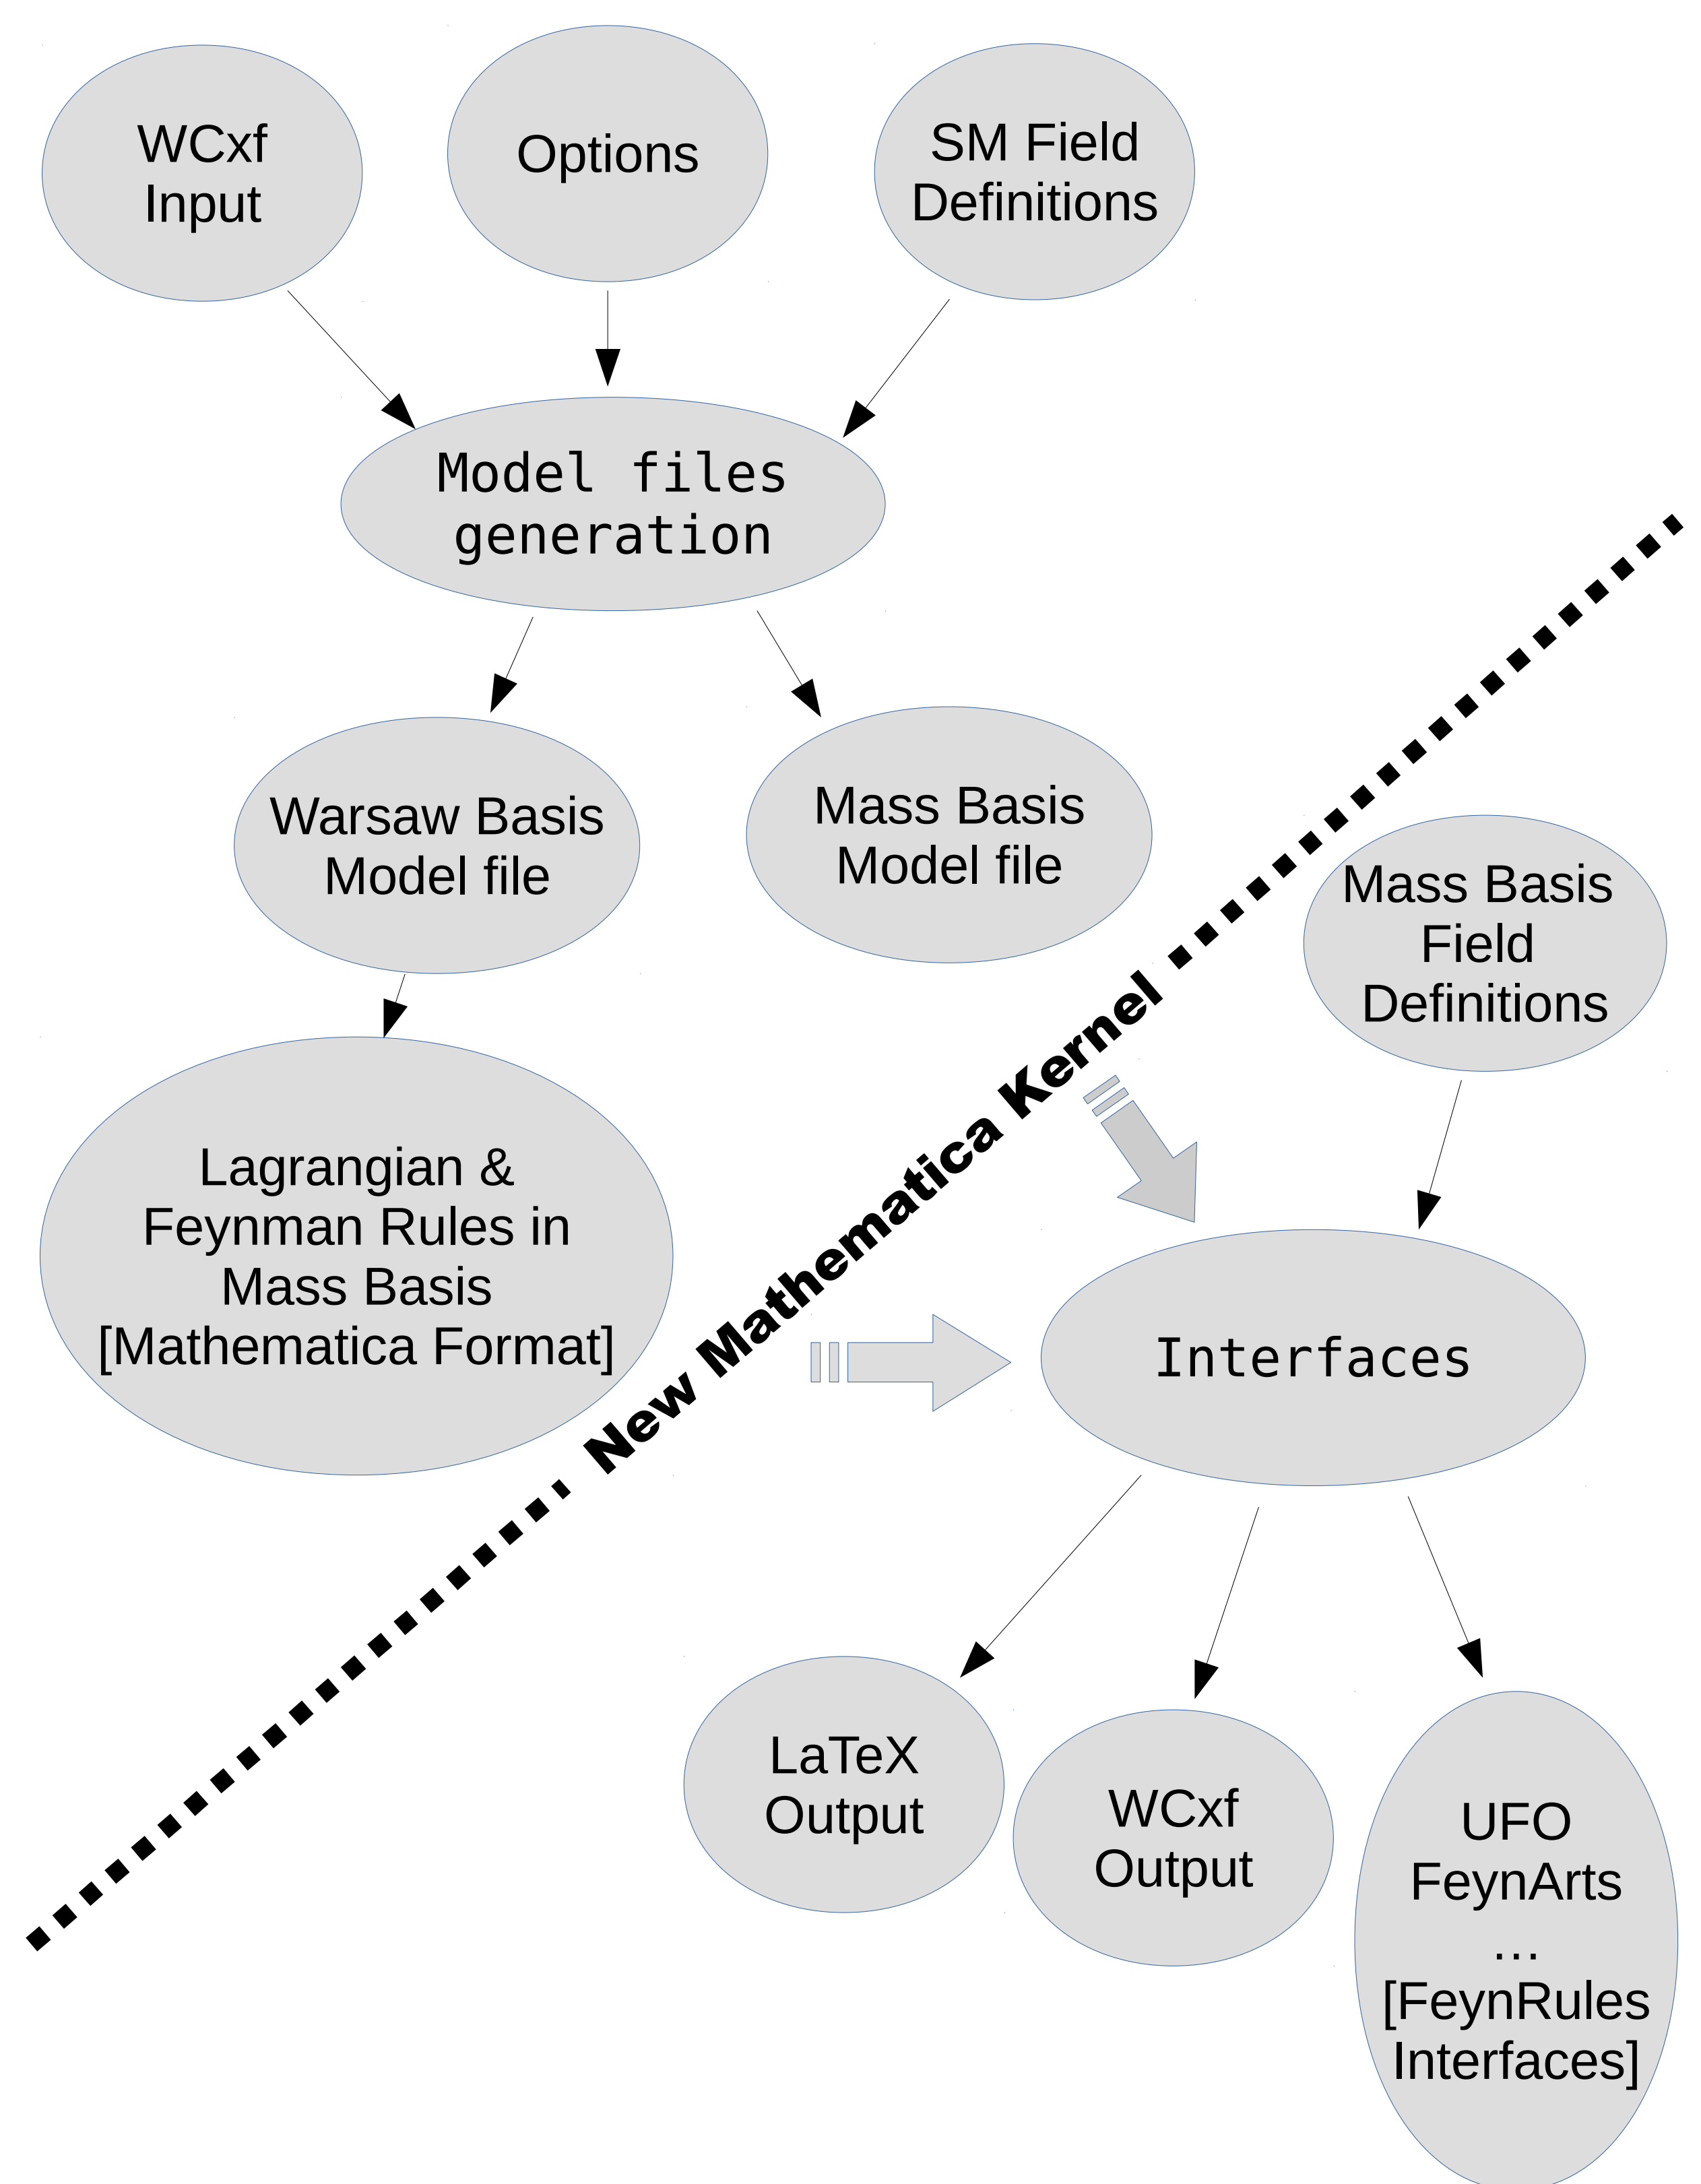 WCxf
Input
Options
SM Field
Definitions
Model files
generation
Warsaw Basis
Model file
Mass Basis
Model file
Mass Basis
Field
Definitions
New Mathematica Kernel
Lagrangian &
Feynman Rules in
Mass Basis
[Mathematica Format]
Interfaces
LaTeX
Output
WCxf
Output
UFO
FeynArts
...
[FeynRules
Interfaces]